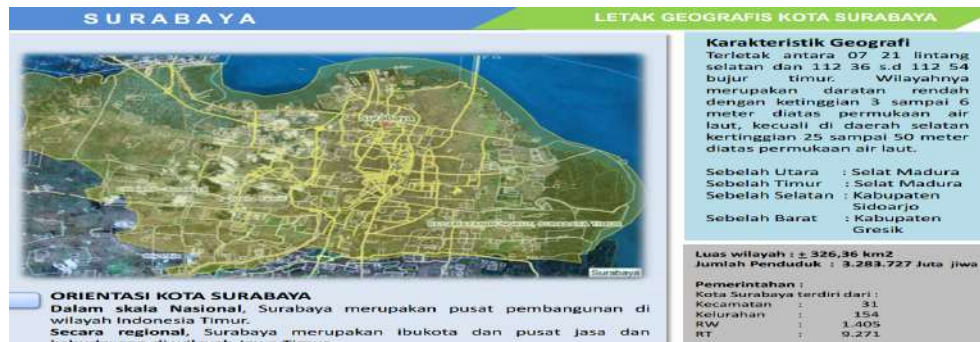 SURABAYA
LETAK GEOGRAFIS KOTA SURABAYA
Surabaya
ORIENTASI KOTA SURABAYA
Dalam skala Nasional, Surabaya merupakan pusat pembangunan di
wilayah Indonesia Timur.
Secara regional, Surabaya merupakan ibukota dan pusat jasa dan
Karakteristik Geografi
Terletak antara 07 21 lintang
selatan dan 112 36 s.d 112 54
bujur timur. Wilayahnya
merupakan daratan rendah
dengan ketinggian 3 sampai 6
meter diatas permukaan air
laut, kecuali di daerah selatan
kertinggian 25 sampai 50 meter
diatas permukaan air laut.
Sebelah Utara : Selat Madura
Sebelah Timur : Selat Madura
Sebelah Selatan : Kabupaten
Sidoarjo
Sebelah Barat : Kabupaten
Gresik
Luas wilayah : ± 326,36 km2
Jumlah Penduduk : 3.283.727 Juta jiwa
Pemerintahan :
Kota Surabaya terdiri dari :
Kecamatan : 31
Kelurahan : 154
RW : 1.405
RT : 9.271